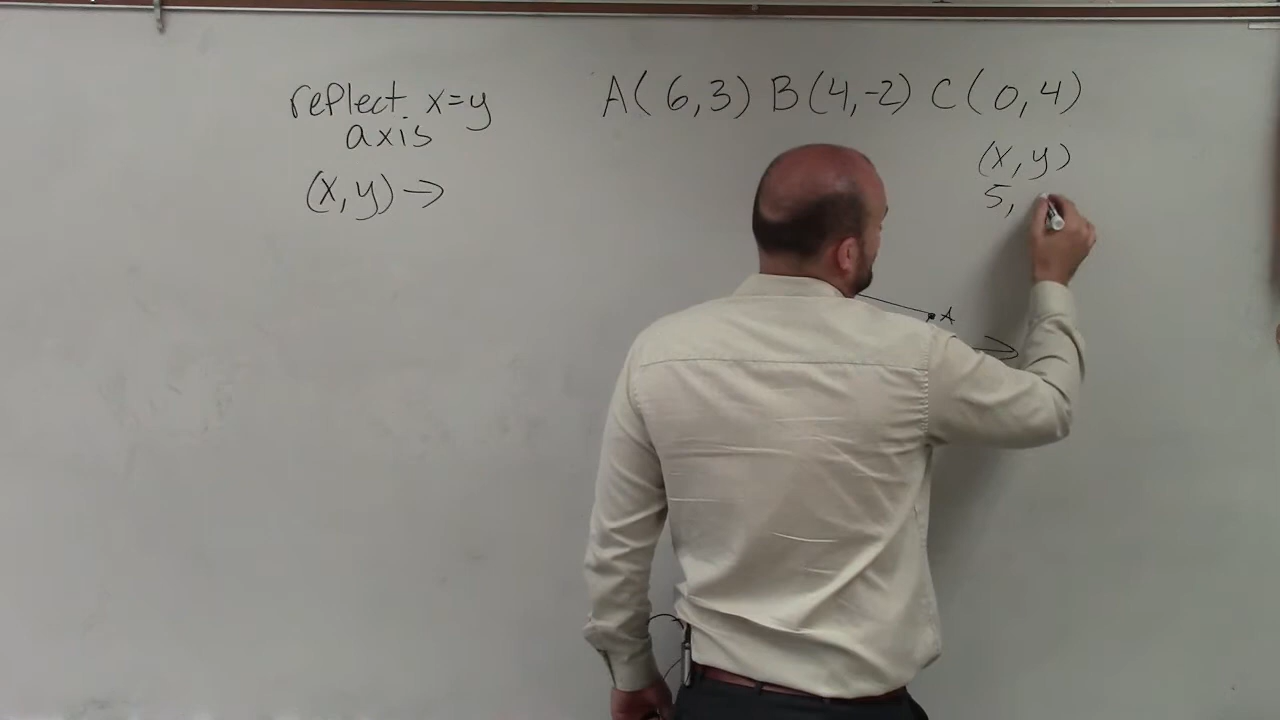 reflect x=y
axis
(x,y) →
A(6,3) B(4,-2) C(0,4)
(x,y)
5,
A